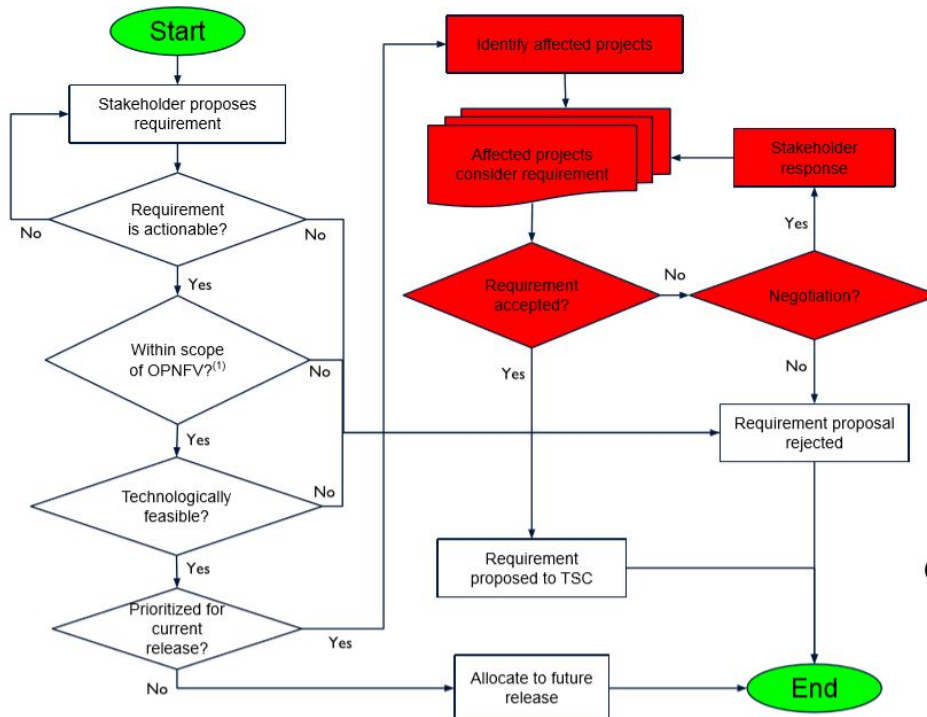 Start
Identify affected projects
Stakeholder proposes
requirement
Affected projects
consider requirement
Stakeholder
response
Requirement
is actionable?
No
No
Yes
Yes
Requirement
accepted?
No
Negotiation?
Within scope
of OPNFV?(1)
No
Yes
No
Yes
Requirement proposal
rejected
Technologically
feasible?
No
Yes
Requirement
proposed to TSC
Prioritized for
current
release?
Yes
No
Allocate to future
release
End